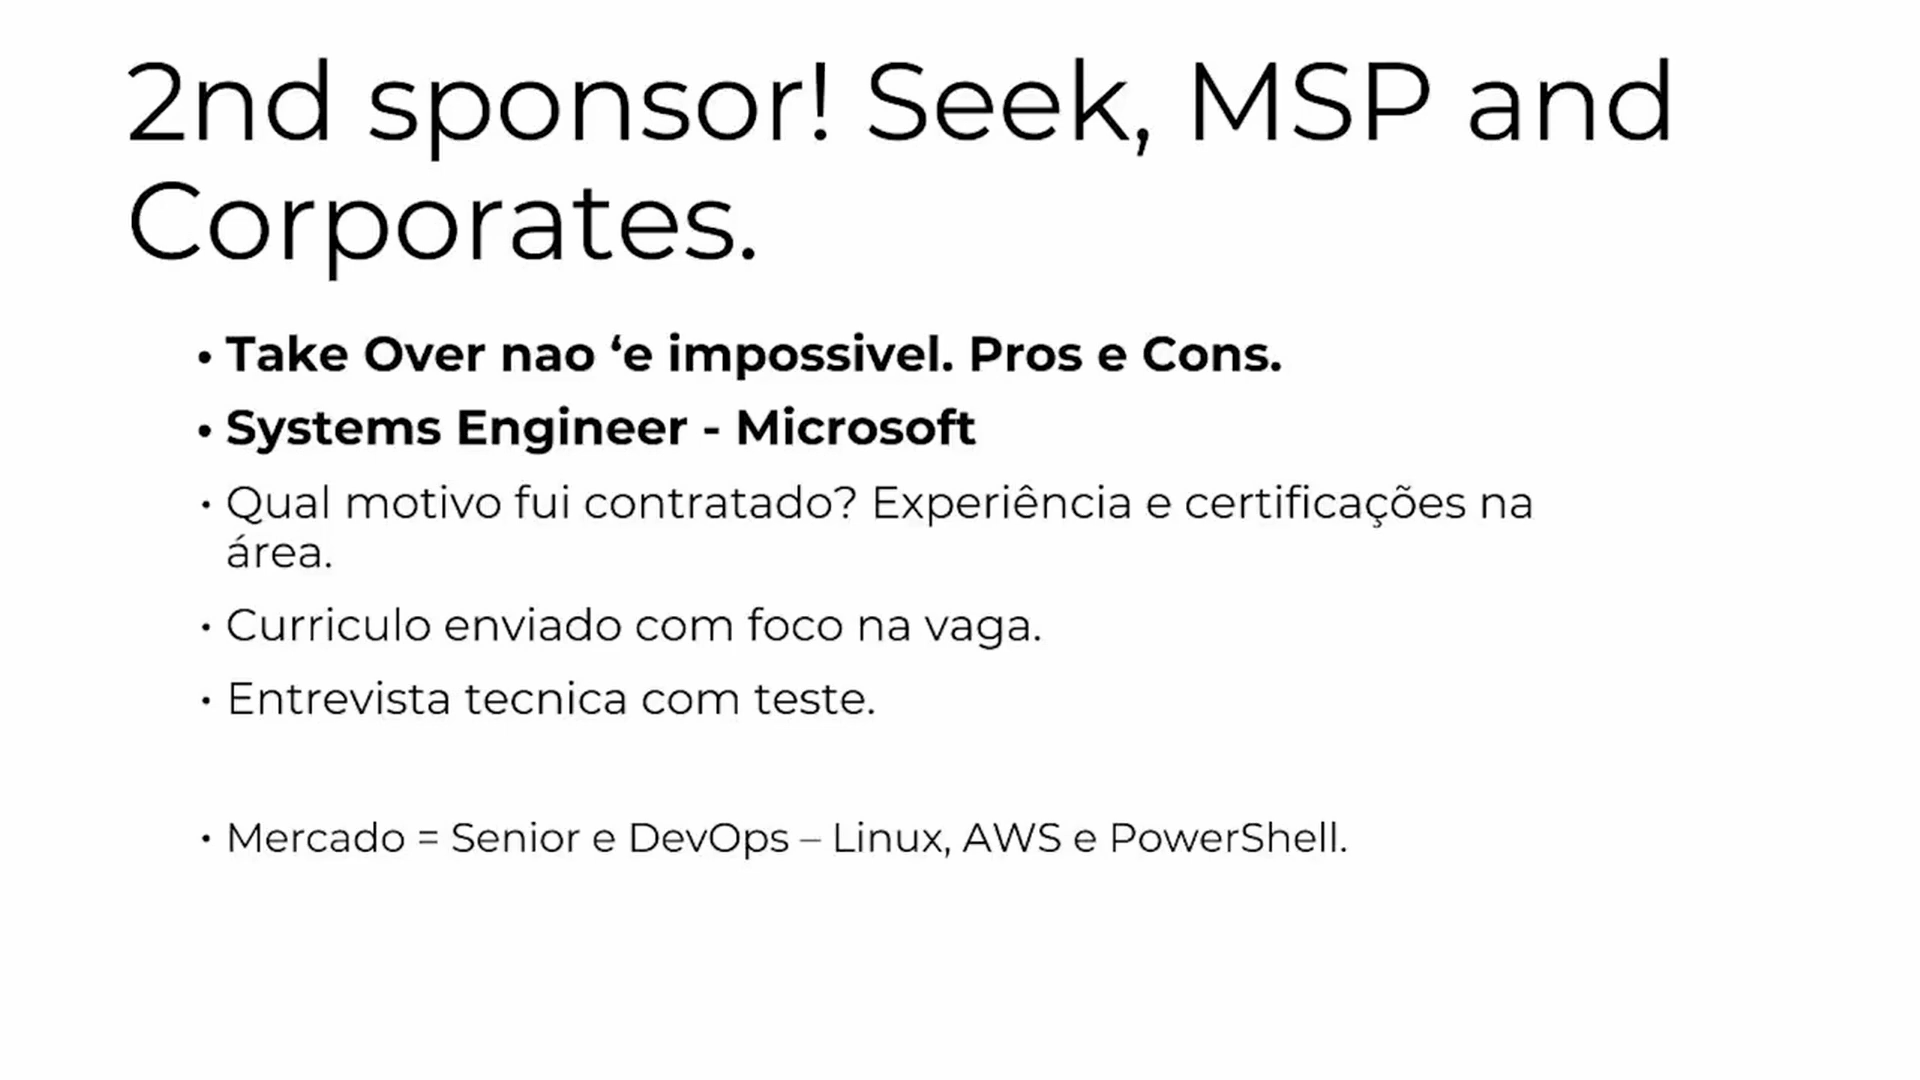 2nd sponsor! Seek, MSP and
Corporates.
• Take Over nao ‘e impossivel. Pros e Cons.
• Systems Engineer - Microsoft
• Qual motivo fui contratado? Experiência e certificações na
área.
• Curriculo enviado com foco na vaga.
• Entrevista tecnica com teste.
• Mercado = Senior e DevOps – Linux, AWS e PowerShell.